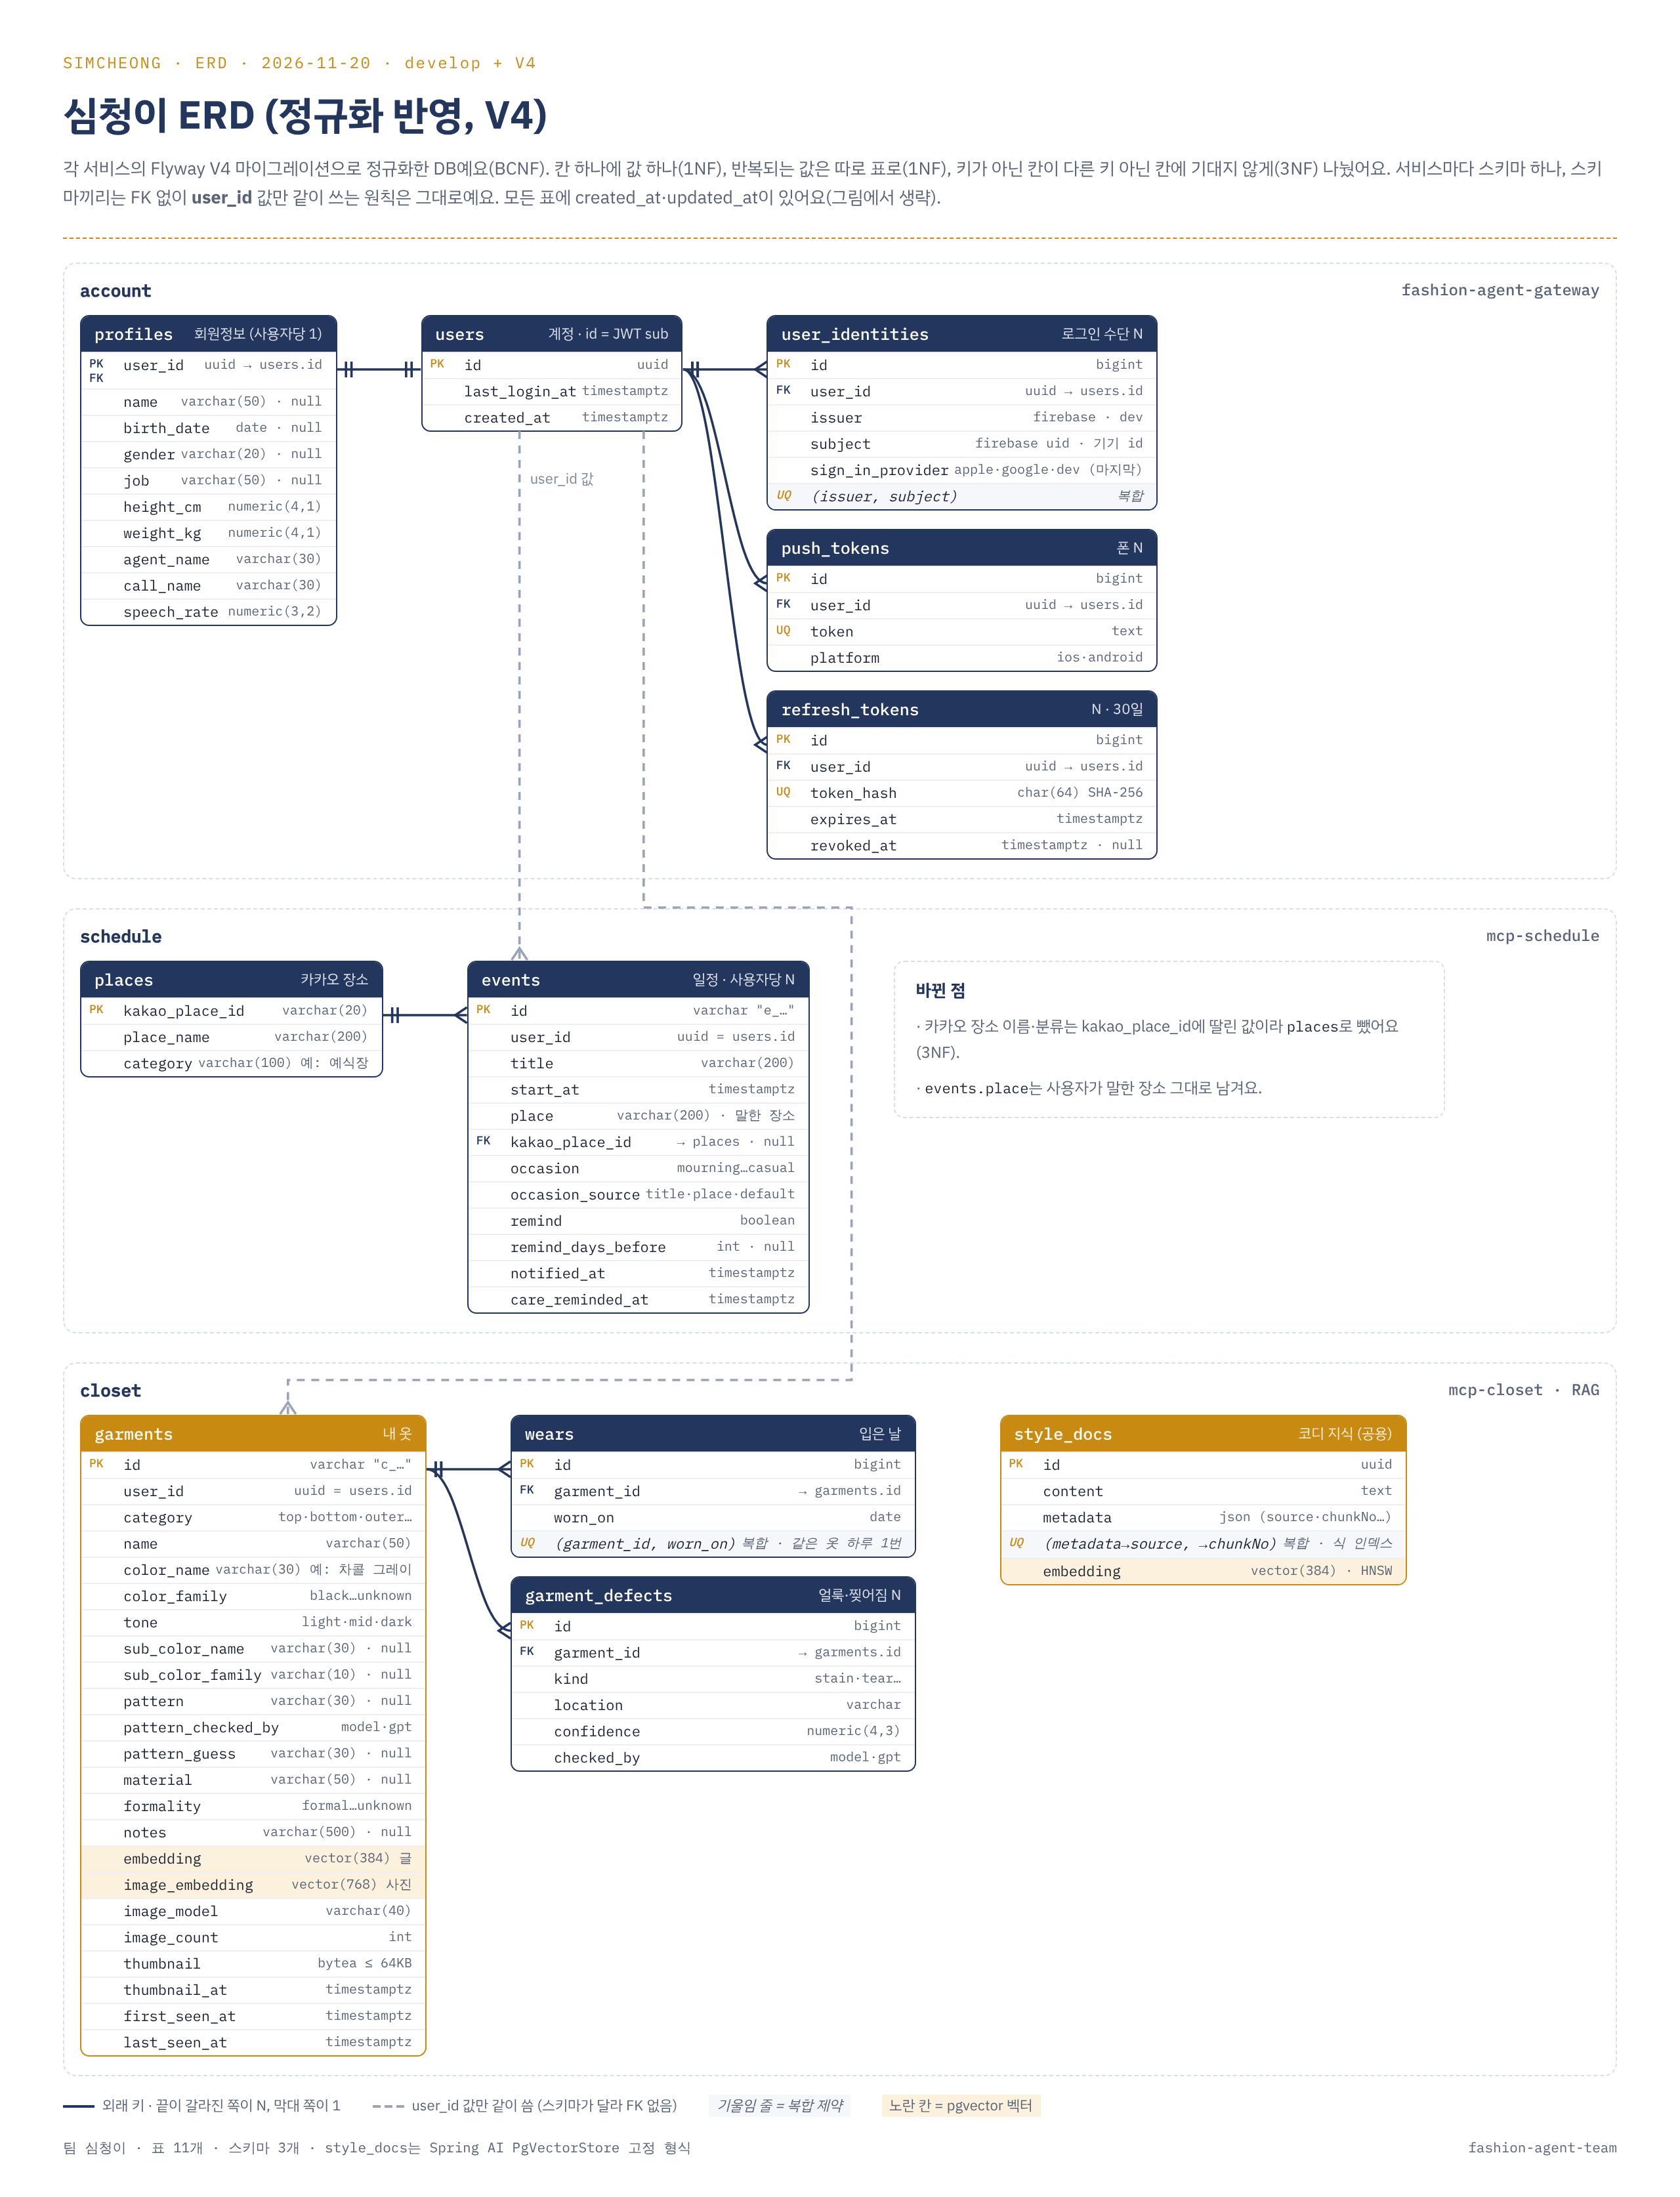 SIMCHEONG · ERD · 2026-11-20 · develop + V4
심청이 ERD (정규화 반영, V4)
각 서비스의 Flyway V4 마이그레이션으로 정규화한 DB예요(BCNF). 칸 하나에 값 하나(1NF), 반복되는 값은 따로 표로(1NF), 키가 아닌 칸이 다른 키 아닌 칸에 기대지 않게(3NF) 나눴어요. 서비스마다 스키마 하나, 스키
마끼리는 FK 없이 user_id 값만 같이 쓰는 원칙은 그대로예요. 모든 표에 created_at·updated_at이 있어요(그림에서 생략).
account
fashion-agent-gateway
profiles 회원정보 (사용자당 1)
PK FK user_id uuid → users.id
name varchar(50) · null
birth_date date · null
gender varchar(20) · null
job varchar(50) · null
height_cm numeric(4,1)
weight_kg numeric(4,1)
agent_name varchar(30)
call_name varchar(30)
speech_rate numeric(3,2)
users 계정 · id = JWT sub
PK id uuid
last_login_at timestamptz
created_at timestamptz
user_id 값
user_identities 로그인 수단 N
PK id bigint
FK user_id uuid → users.id
issuer firebase · dev
subject firebase uid · 기기 id
sign_in_provider apple·google·dev (마지막)
UQ (issuer, subject) 복합
push_tokens 폰 N
PK id bigint
FK user_id uuid → users.id
UQ token text
platform ios·android
refresh_tokens N · 30일
PK id bigint
FK user_id uuid → users.id
UQ token_hash char(64) SHA-256
expires_at timestamptz
revoked_at timestamptz · null
schedule
mcp-schedule
places 카카오 장소
PK kakao_place_id varchar(20)
place_name varchar(200)
category varchar(100) 예: 예식장
events 일정 · 사용자당 N
PK id varchar "e_…"
user_id uuid = users.id
title varchar(200)
start_at timestamptz
place varchar(200) · 말한 장소
FK kakao_place_id → places · null
occasion mourning…casual
occasion_source title·place·default
remind boolean
remind_days_before int · null
notified_at timestamptz
care_reminded_at timestamptz
바뀐 점
· 카카오 장소 이름·분류는 kakao_place_id에 딸린 값이라 places로 뺐어요
(3NF).
· events.place는 사용자가 말한 장소 그대로 남겨요.
closet
mcp-closet · RAG
garments 내 옷
PK id varchar "c_…"
user_id uuid = users.id
category top·bottom·outer…
name varchar(50)
color_name varchar(30) 예: 차콜 그레이
color_family black…unknown
tone light·mid·dark
sub_color_name varchar(30) · null
sub_color_family varchar(10) · null
pattern varchar(30) · null
pattern_checked_by model·gpt
pattern_guess varchar(30) · null
material varchar(50) · null
formality formal…unknown
notes varchar(500) · null
embedding vector(384) 글
image_embedding vector(768) 사진
image_model varchar(40)
image_count int
thumbnail bytea ≤ 64KB
thumbnail_at timestamptz
first_seen_at timestamptz
last_seen_at timestamptz
wears 입은 날
PK id bigint
FK garment_id → garments.id
worn_on date
UQ (garment_id, worn_on) 복합 · 같은 옷 하루 1번
garment_defects 얼룩·찢어짐 N
PK id bigint
FK garment_id → garments.id
kind stain·tear…
location varchar
confidence numeric(4,3)
checked_by model·gpt
style_docs 코디 지식 (공용)
PK id uuid
content text
metadata json (source·chunkNo…)
UQ (metadata→source, →chunkNo) 복합 · 식 인덱스
embedding vector(384) · HNSW
외래 키 · 끝이 갈라진 쪽이 N, 막대 쪽이 1
user_id 값만 같이 씀 (스키마가 달라 FK 없음)
기울임 줄 = 복합 제약
노란 칸 = pgvector 벡터
팀 심청이 · 표 11개 · 스키마 3개 · style_docs는 Spring AI PgVectorStore 고정 형식
fashion-agent-team